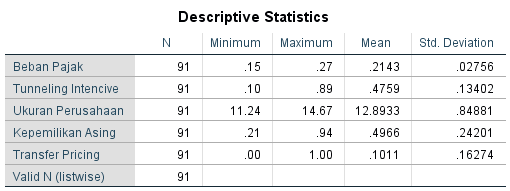 Descriptive Statistics
N Minimum Maximum Mean Std. Deviation
Beban Pajak 91 .15 .27 .2143 .02756
Tunneling Intencive 91 .10 .89 .4759 .13402
Ukuran Perusahaan 91 11.24 14.67 12.8933 .84881
Kepemilikan Asing 91 .21 .94 .4966 .24201
Transfer Pricing 91 .00 1.00 .1011 .16274
Valid N (listwise) 91